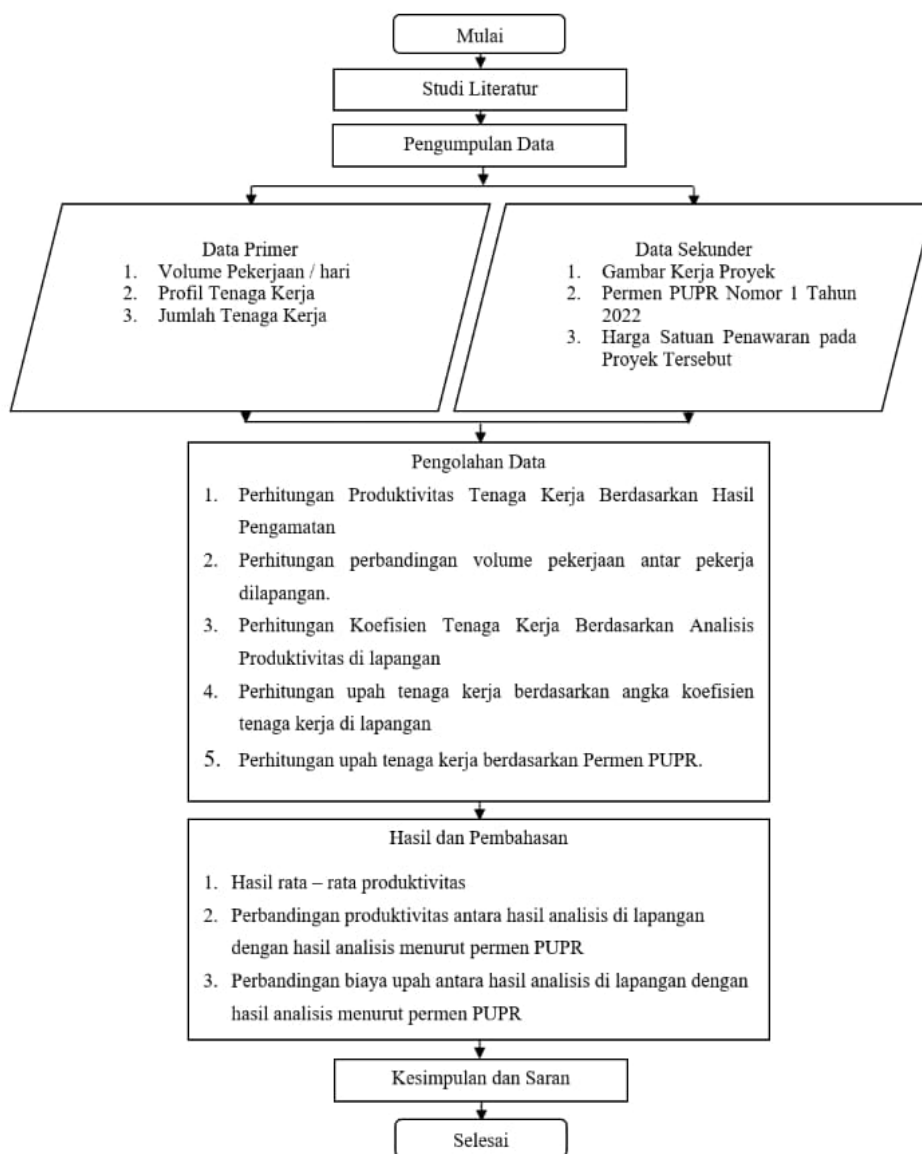 Mulai
Studi Literatur
Pengumpulan Data
Data Primer
1. Volume Pekerjaan / hari
2. Profil Tenaga Kerja
3. Jumlah Tenaga Kerja
Data Sekunder
1. Gambar Kerja Proyek
2. Permen PUPR Nomor 1 Tahun
2022
3. Harga Satuan Penawaran pada
Proyek Tersebut
Pengolahan Data
1. Perhitungan Produktivitas Tenaga Kerja Berdasarkan Hasil
Pengamatan
2. Perhitungan perbandingan volume pekerjaan antar pekerja
dilapangan.
3. Perhitungan Koefisien Tenaga Kerja Berdasarkan Analisis
Produktivitas di lapangan
4. Perhitungan upah tenaga kerja berdasarkan angka koefisien
tenaga kerja di lapangan
5. Perhitungan upah tenaga kerja berdasarkan Permen PUPR.
Hasil dan Pembahasan
1. Hasil rata – rata produktivitas
2. Perbandingan produktivitas antara hasil analisis di lapangan
dengan hasil analisis menurut permen PUPR
3. Perbandingan biaya upah antara hasil analisis di lapangan dengan
hasil analisis menurut permen PUPR
Kesimpulan dan Saran
Selesai